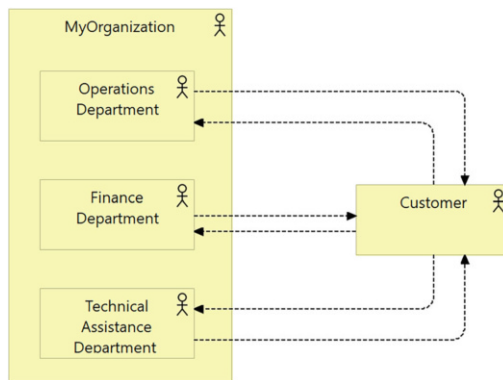 MyOrganization
Operations
Department
Finance
Department
Customer
Technical
Assistance
Department